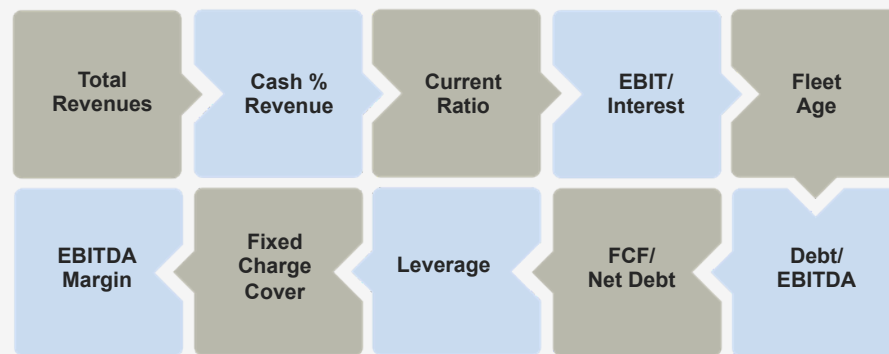 Total
Revenues
Cash %
Revenue
Current
Ratio
EBIT/
Interest
Fleet
Age
EBITDA
Margin
Fixed
Charge
Cover
Leverage
FCF/
Net Debt
Debt/
EBITDA